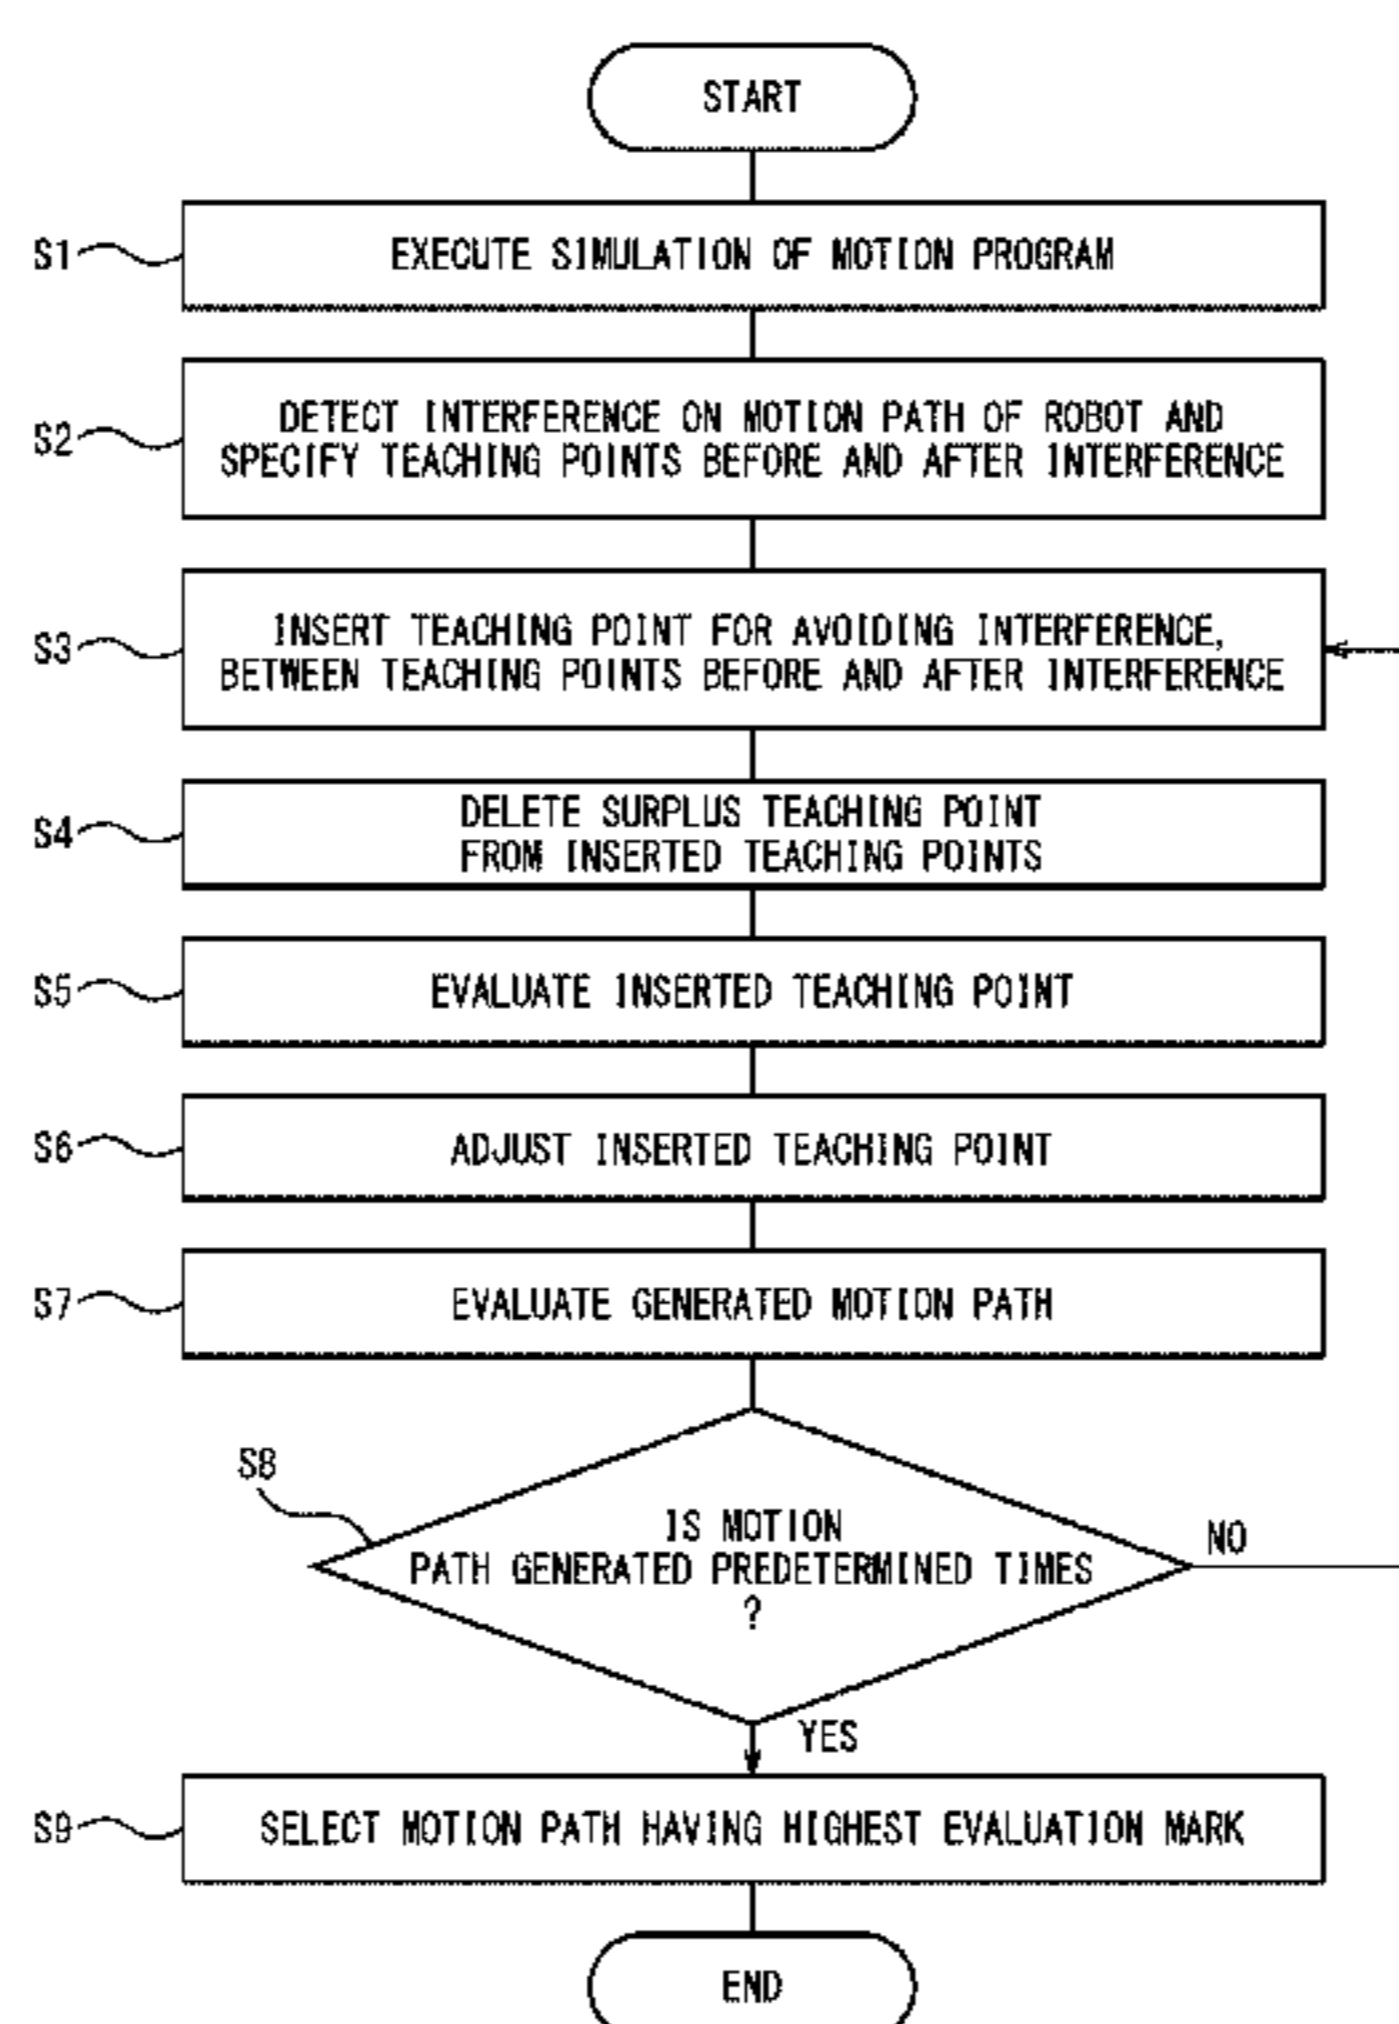 START
S1
EXECUTE SIMULATION OF MOTION PROGRAM
S2
DETECT INTERFERENCE ON MOTION PATH OF ROBOT AND
SPECIFY TEACHING POINTS BEFORE AND AFTER INTERFERENCE
S3
INSERT TEACHING POINT FOR AVOIDING INTERFERENCE,
BETWEEN TEACHING POINTS BEFORE AND AFTER INTERFERENCE
S4
DELETE SURPLUS TEACHING POINT
FROM INSERTED TEACHING POINTS
S5
EVALUATE INSERTED TEACHING POINT
S6
ADJUST INSERTED TEACHING POINT
S7
EVALUATE GENERATED MOTION PATH
S8
IS MOTION
PATH GENERATED PREDETERMINED TIMES
?
NO
YES
S9
SELECT MOTION PATH HAVING HIGHEST EVALUATION MARK
END